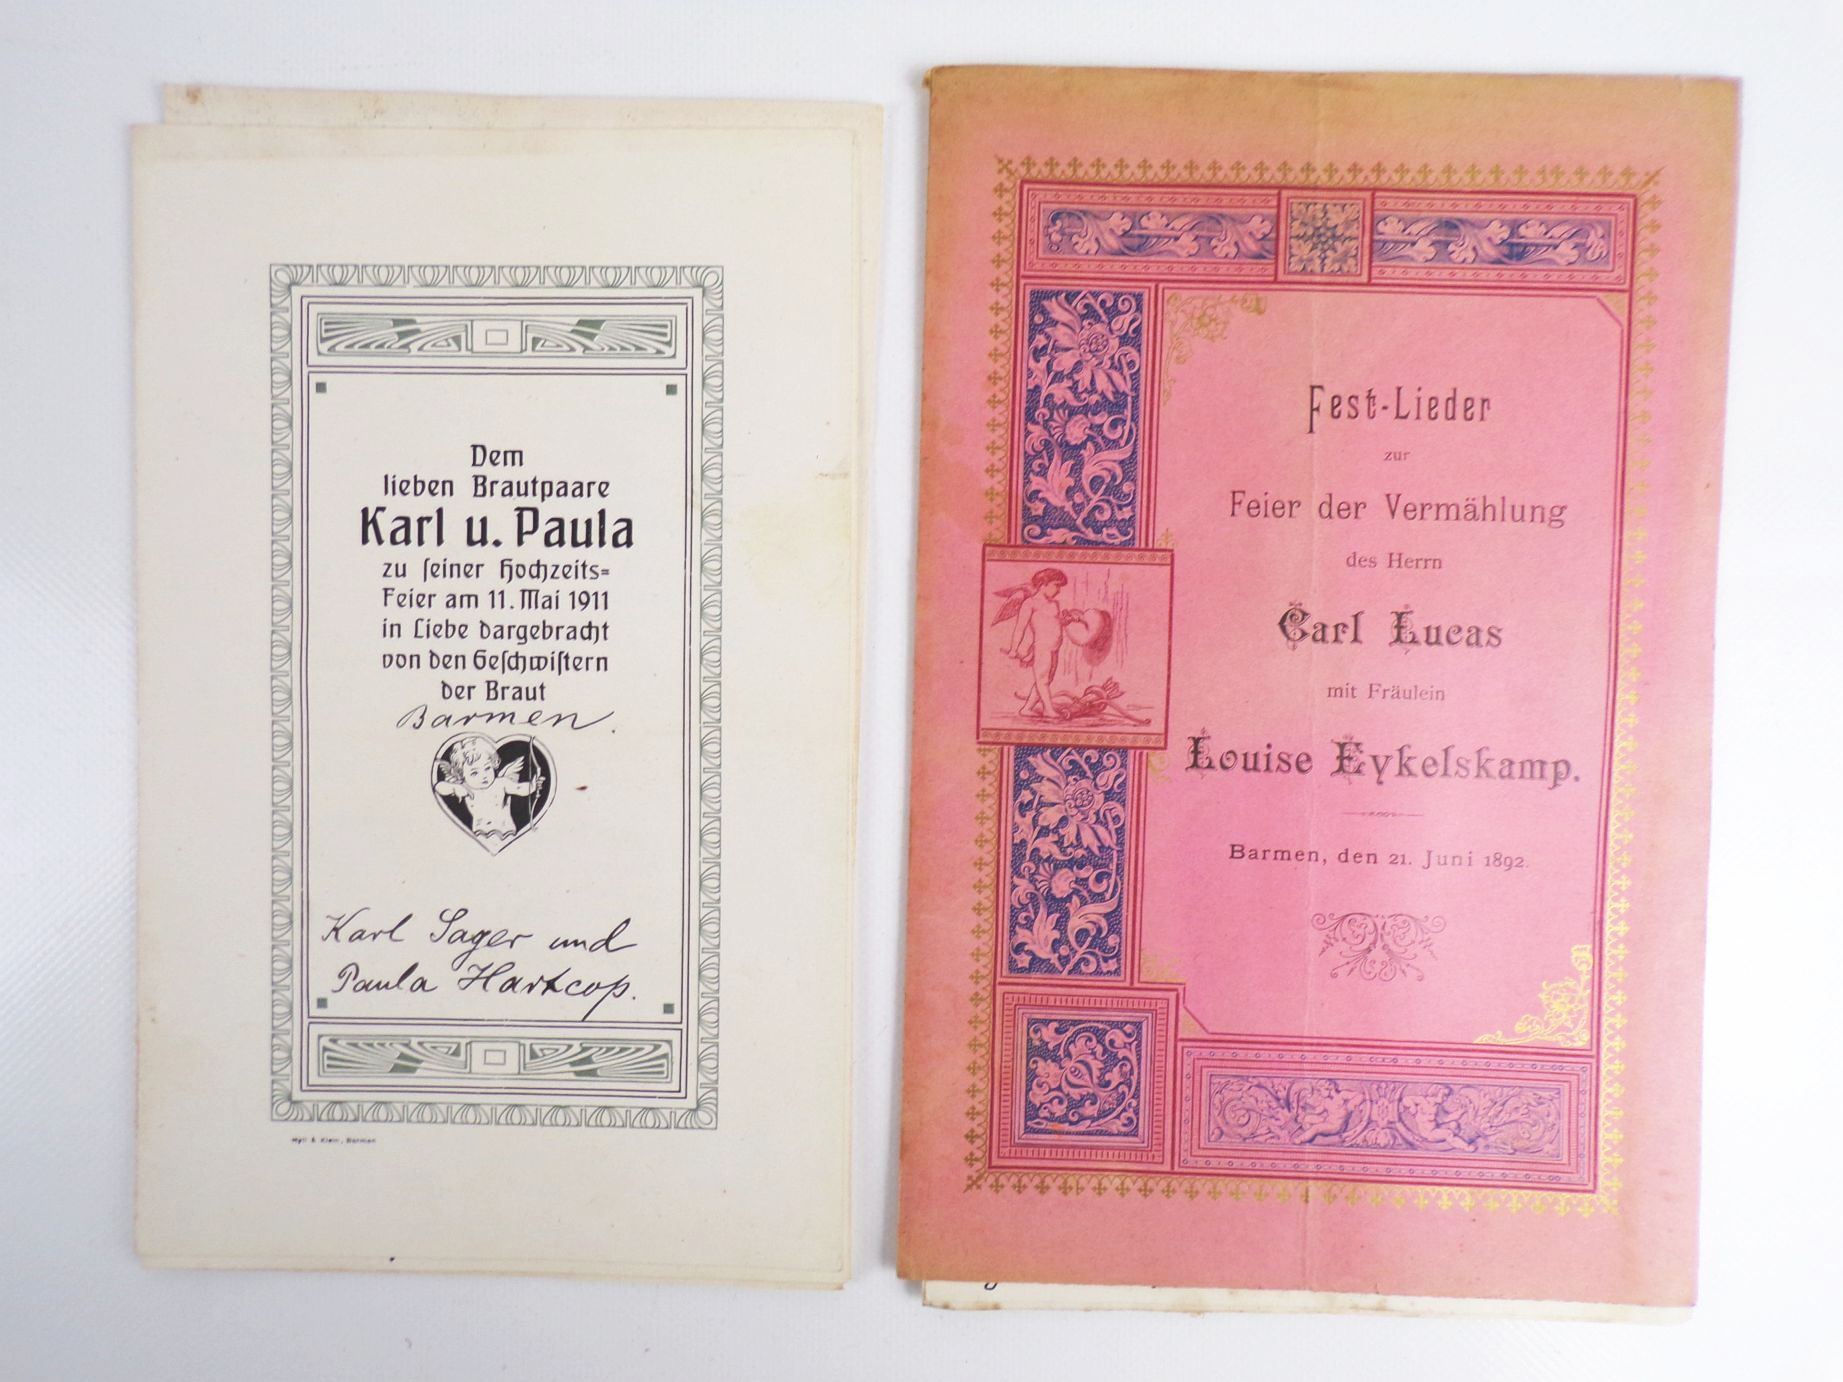 Dem
lieben Brautpaare
Karl u. Paula
zu seiner Hochzeits=
Feier am 11. Mai 1911
in Liebe dargebracht
von den Geschwistern
der Braut
Barmen.
Karl Sager und
Paula Hartcop.
& Klein, Barmen
Fest-Lieder
zur
Feier der Vermählung
des Herrn
Carl Lucas
mit Fräulein
Louise Eykelskamp.
Barmen, den 21. Juni 1892.